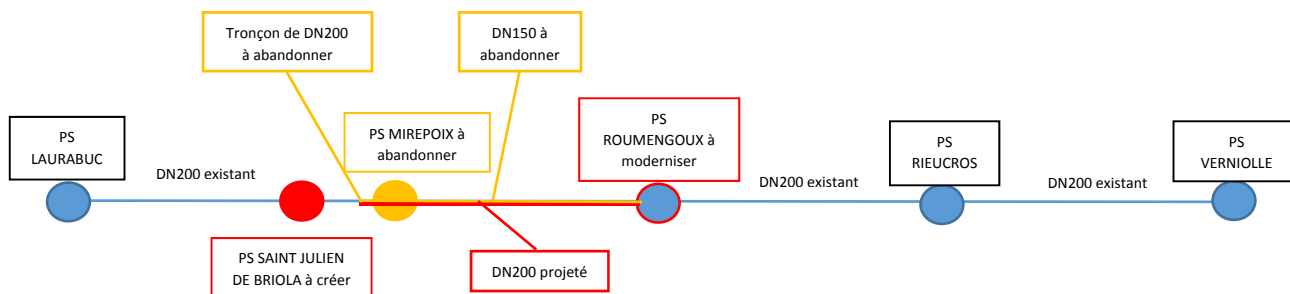 Tronçon de DN200
à abandonner
DN150 à
abandonner
PS
LAURABUC
PS MIREPOIX à
abandonner
PS
ROUMENGOUX à
moderniser
PS
RIEUCROS
PS
VERNIOLLE
DN200 existant
DN200 existant
DN200 existant
PS SAINT JULIEN
DE BRIOLA à créer
DN200 projeté